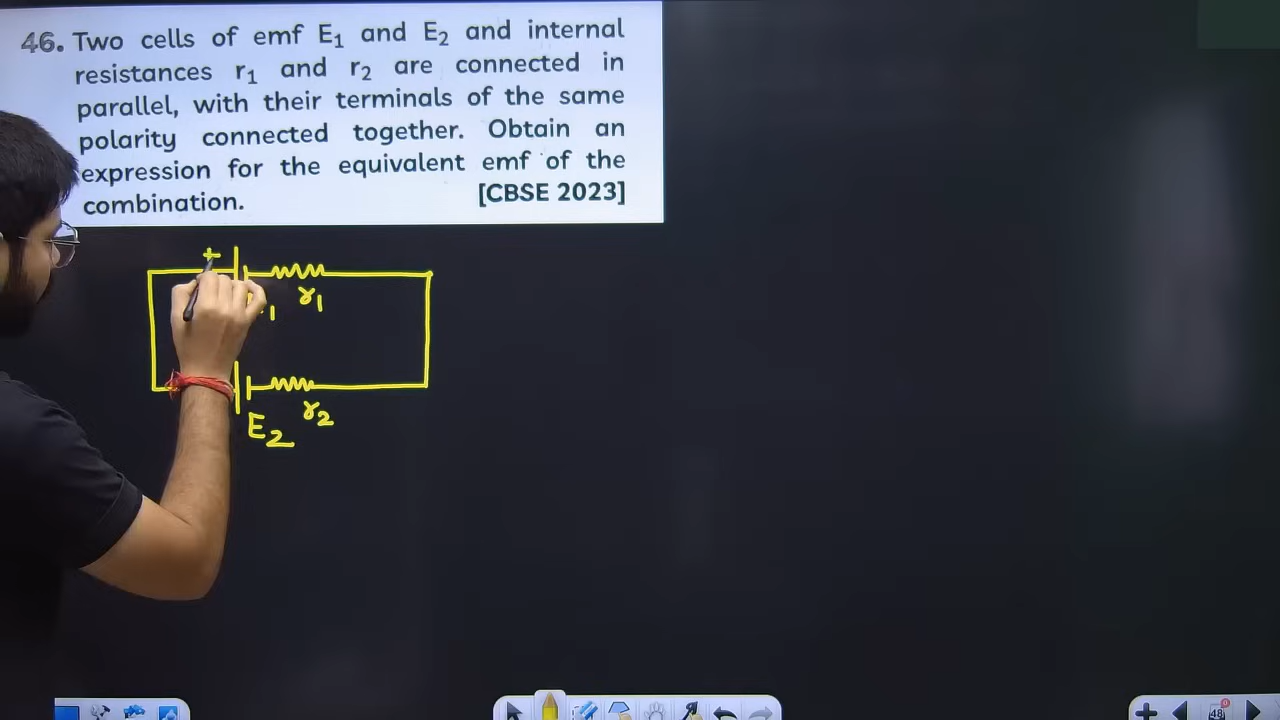 46. Two cells of emf E₁ and E₂ and internal
resistances r₁ and r₂ are connected in
parallel, with their terminals of the same
polarity connected together. Obtain an
expression for the equivalent emf of the
combination. [CBSE 2023]
+
r₁
r₂
E₂
48